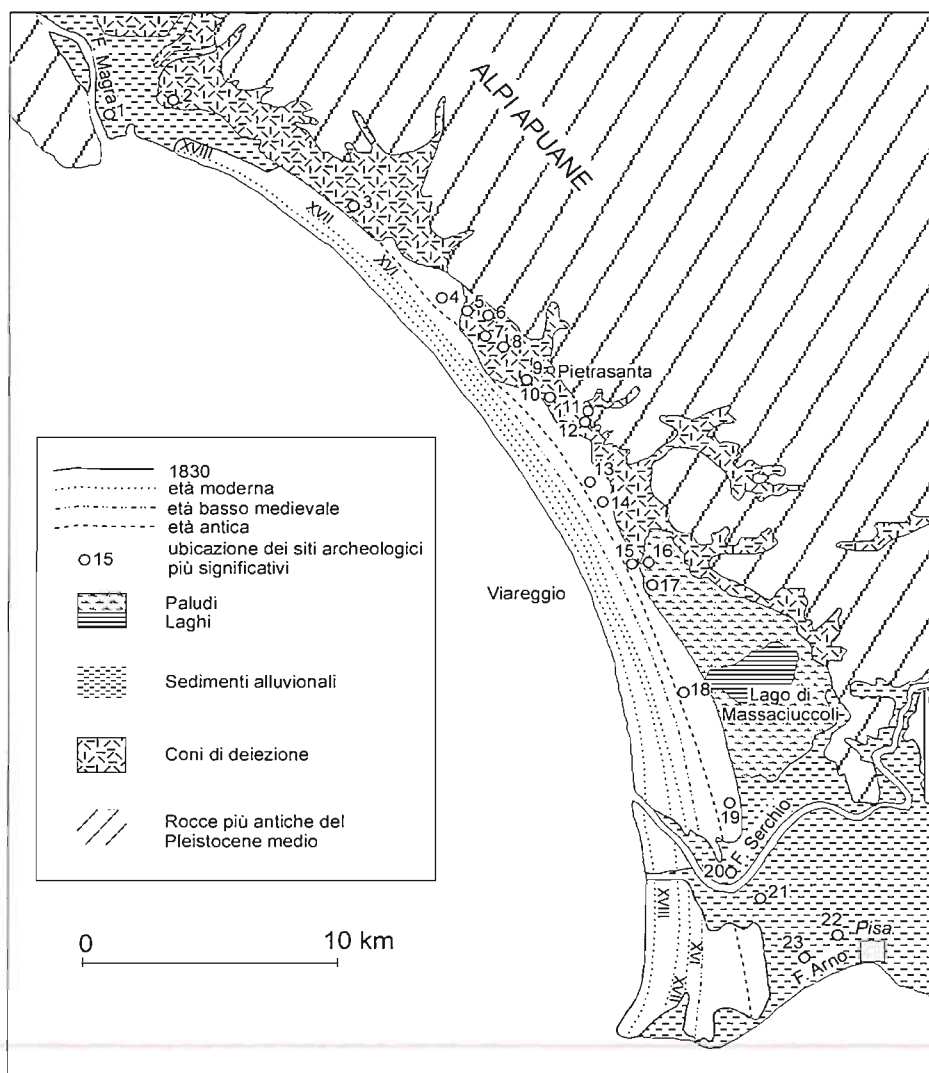 F. Magra
1
2
ALPI APUANE
XVIII
3
XVII
XVI
4
5
6
7
8
9
Pietrasanta
10
11
12
13
14
15
16
17
Viareggio
18
Lago di
Massaciuccoli
19
F. Serchio
20
21
22
Pisa
23
F. Arno
XVIII
XVI
XVII
1830
età moderna
età basso medievale
età antica
15
ubicazione dei siti archeologici
più significativi
Paludi
Laghi
Sedimenti alluvionali
Coni di deiezione
Rocce più antiche del
Pleistocene medio
0
10 km